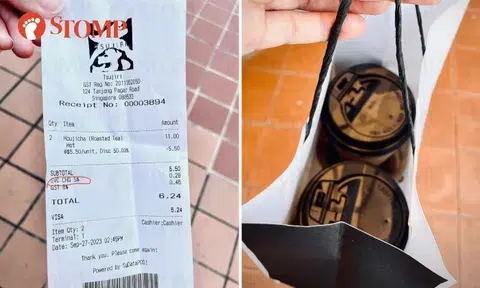 STOMP
TSUJIRI
Tsujiri
GST Reg No:
124 Tanjong Pagar Road
Singapore 088533
Receipt No: 00003894
Qty Item Amount
2 Houjicha (Roasted Tea) 11.00
Hot -5.50
@$5.50/unit, Disc 50.00%
SUBTOTAL 5.50
SVC CHG 5% 0.28
GST 8% 0.46
TOTAL 6.24
VISA 6.24
Cashier:Cashier
Item Qty: 2
Terminal: 1
Date: Sep-27-2023 02:45PM
Thank you, Please come again!
Powered by